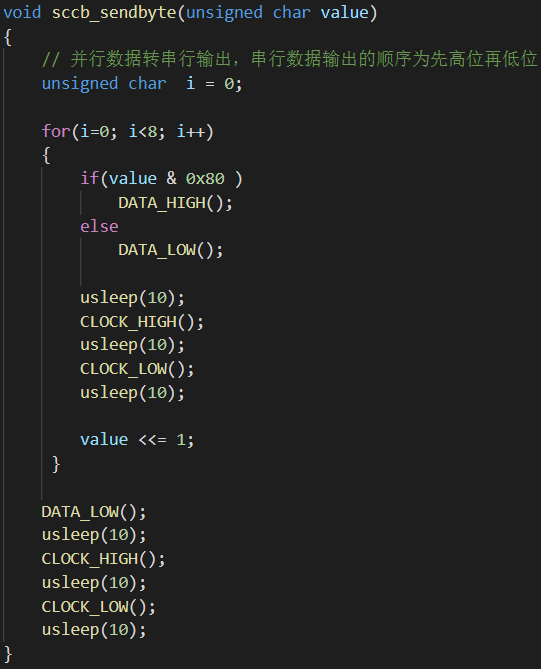 void sccb_sendbyte(unsigned char value)
{
    // 并行数据转串行输出，串行数据输出的顺序为先高位再低位
    unsigned char  i = 0;

    for(i=0; i<8; i++)
    {
        if(value & 0x80 )
            DATA_HIGH();
        else
            DATA_LOW();

        usleep(10);
        CLOCK_HIGH();
        usleep(10);
        CLOCK_LOW();
        usleep(10);

        value <<= 1;
     }

    DATA_LOW();
    usleep(10);
    CLOCK_HIGH();
    usleep(10);
    CLOCK_LOW();
    usleep(10);
}